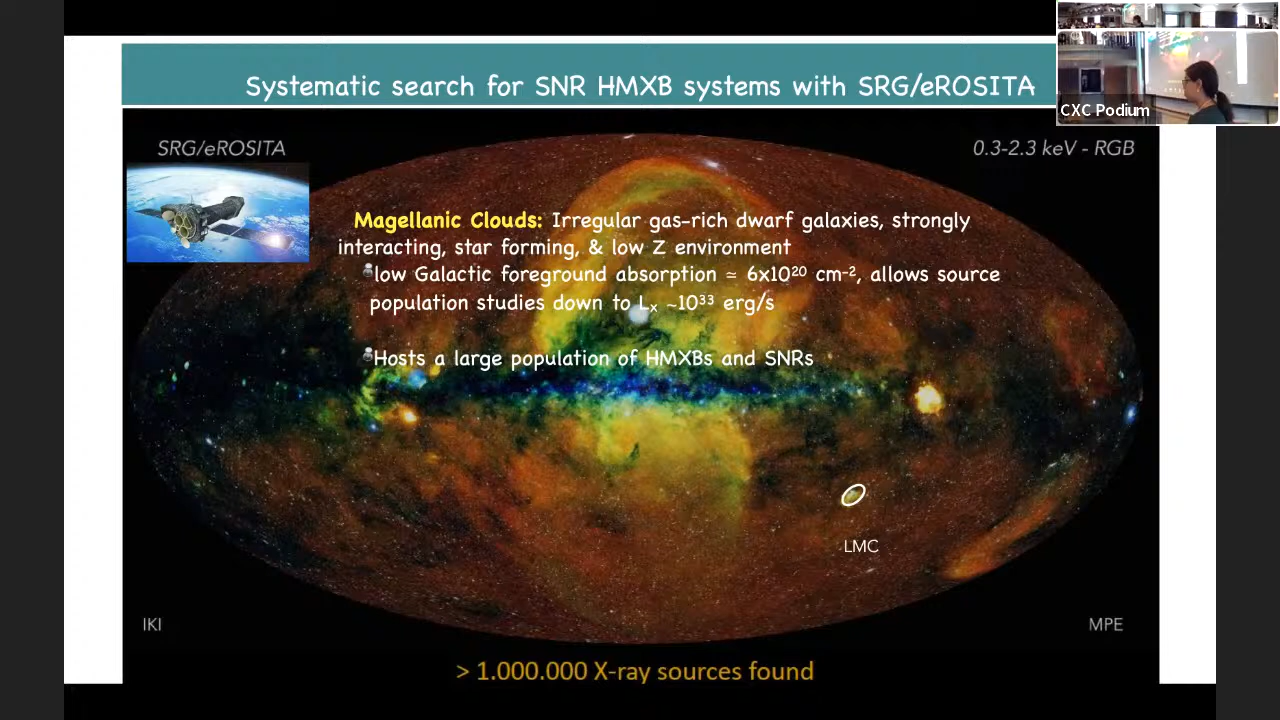 Systematic search for SNR HMXB systems with SRG/eROSITA
CXC Podium
SRG/eROSITA
0.3-2.3 keV - RGB
Magellanic Clouds: Irregular gas-rich dwarf galaxies, strongly
interacting, star forming, & low Z environment
low Galactic foreground absorption ≃ 6x10²⁰ cm⁻², allows source
population studies down to Lₓ ~10³³ erg/s
Hosts a large population of HMXBs and SNRs
LMC
IKI
MPE
> 1.000.000 X-ray sources found